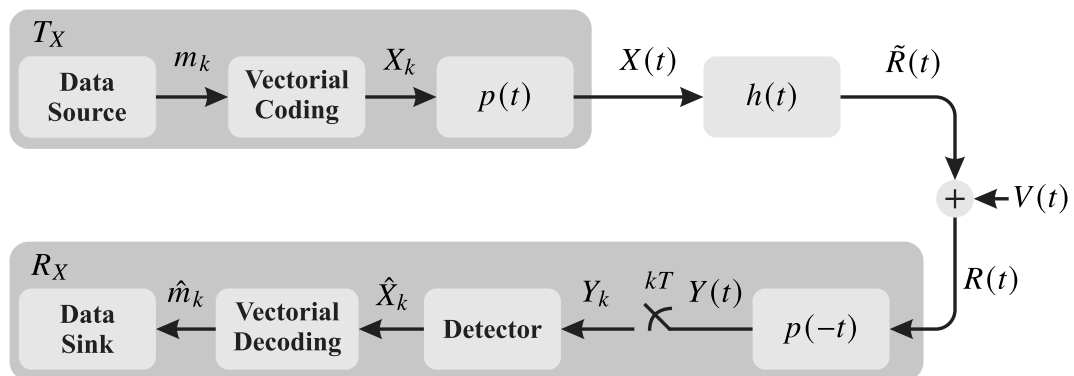 T_X
Data
Source
m_k
Vectorial
Coding
X_k
p(t)
X(t)
h(t)
R̃(t)
+
V(t)
R(t)
R_X
Data
Sink
m̂_k
Vectorial
Decoding
X̂_k
Detector
Y_k
kT
Y(t)
p(−t)